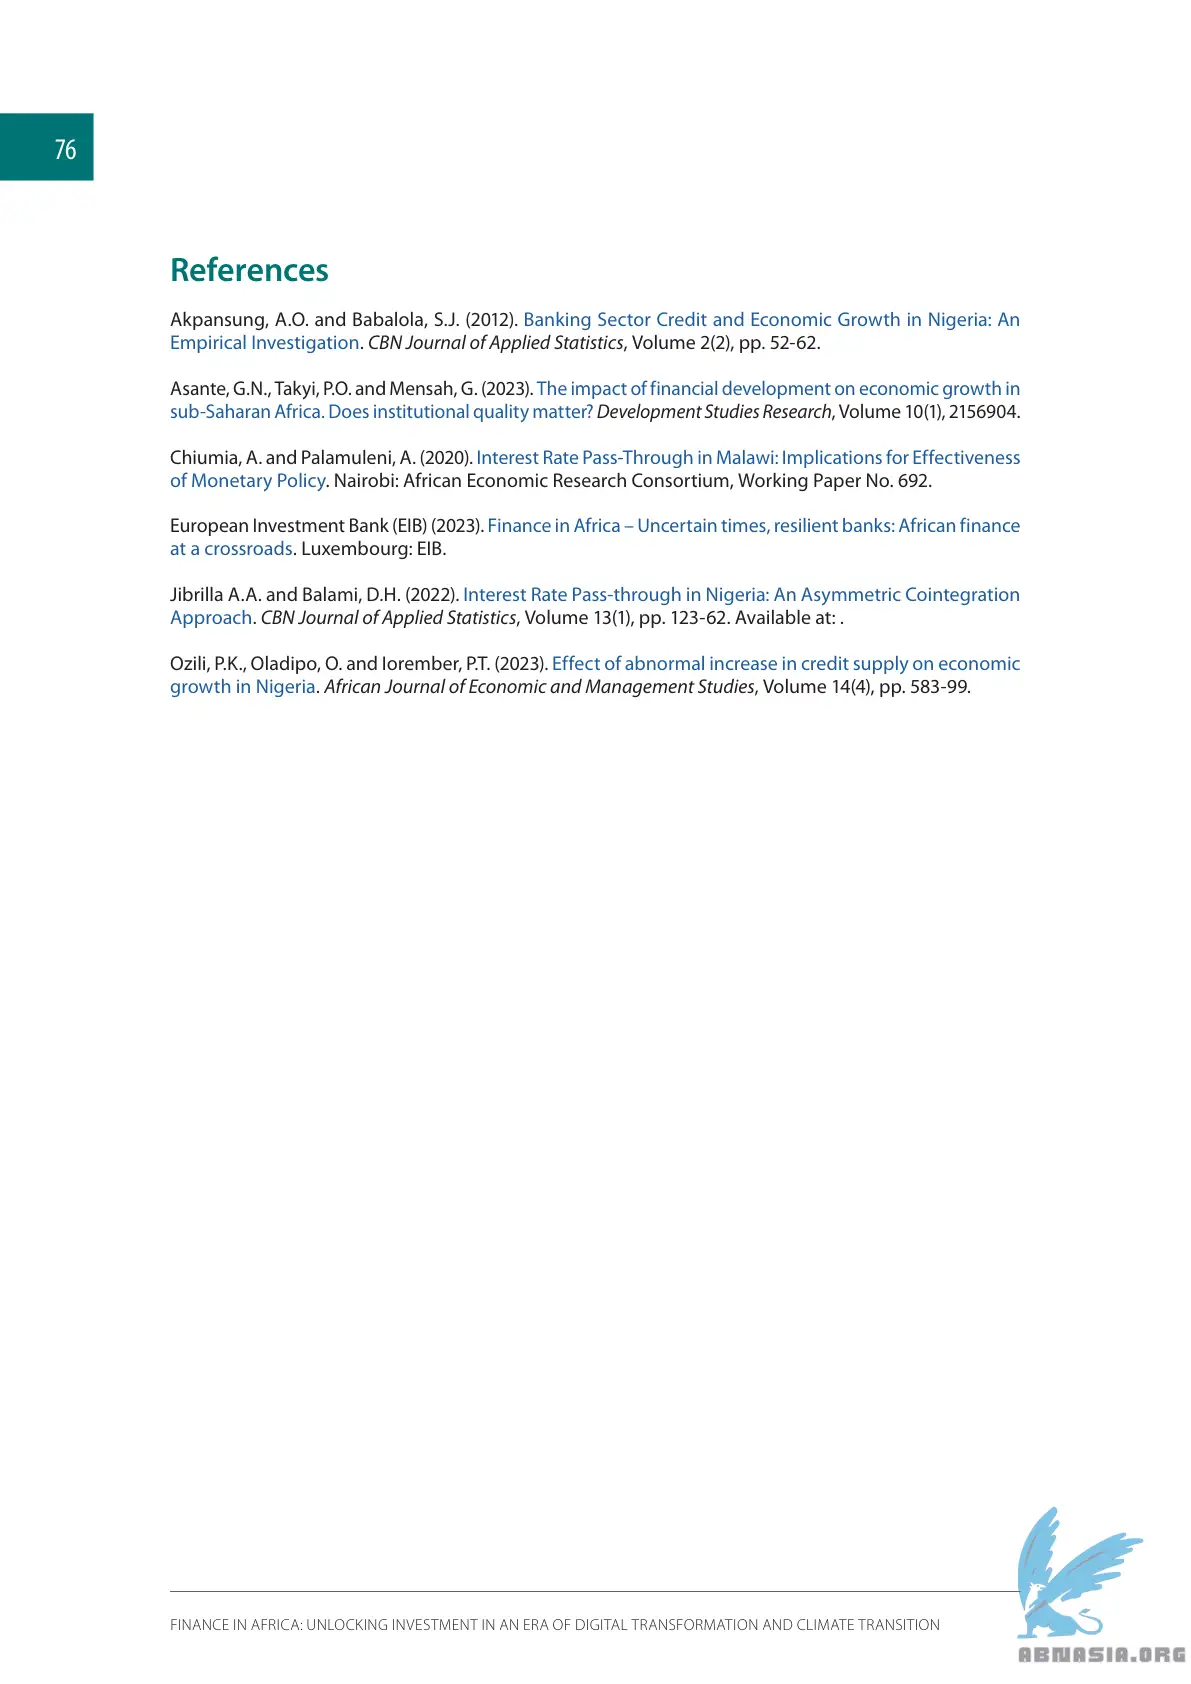 76
References
Akpansung, A.O. and Babalola, S.J. (2012). Banking Sector Credit and Economic Growth in Nigeria: An
Empirical Investigation. CBN Journal of Applied Statistics, Volume 2(2), pp. 52-62.
Asante, G.N., Takyi, P.O. and Mensah, G. (2023). The impact of financial development on economic growth in
sub-Saharan Africa. Does institutional quality matter? Development Studies Research, Volume 10(1), 2156904.
Chiumia, A. and Palamuleni, A. (2020). Interest Rate Pass-Through in Malawi: Implications for Effectiveness
of Monetary Policy. Nairobi: African Economic Research Consortium, Working Paper No. 692.
European Investment Bank (EIB) (2023). Finance in Africa – Uncertain times, resilient banks: African finance
at a crossroads. Luxembourg: EIB.
Jibrilla A.A. and Balami, D.H. (2022). Interest Rate Pass-through in Nigeria: An Asymmetric Cointegration
Approach. CBN Journal of Applied Statistics, Volume 13(1), pp. 123-62. Available at: .
Ozili, P.K., Oladipo, O. and Iorember, P.T. (2023). Effect of abnormal increase in credit supply on economic
growth in Nigeria. African Journal of Economic and Management Studies, Volume 14(4), pp. 583-99.
FINANCE IN AFRICA: UNLOCKING INVESTMENT IN AN ERA OF DIGITAL TRANSFORMATION AND CLIMATE TRANSITION
ABNASIA.ORG